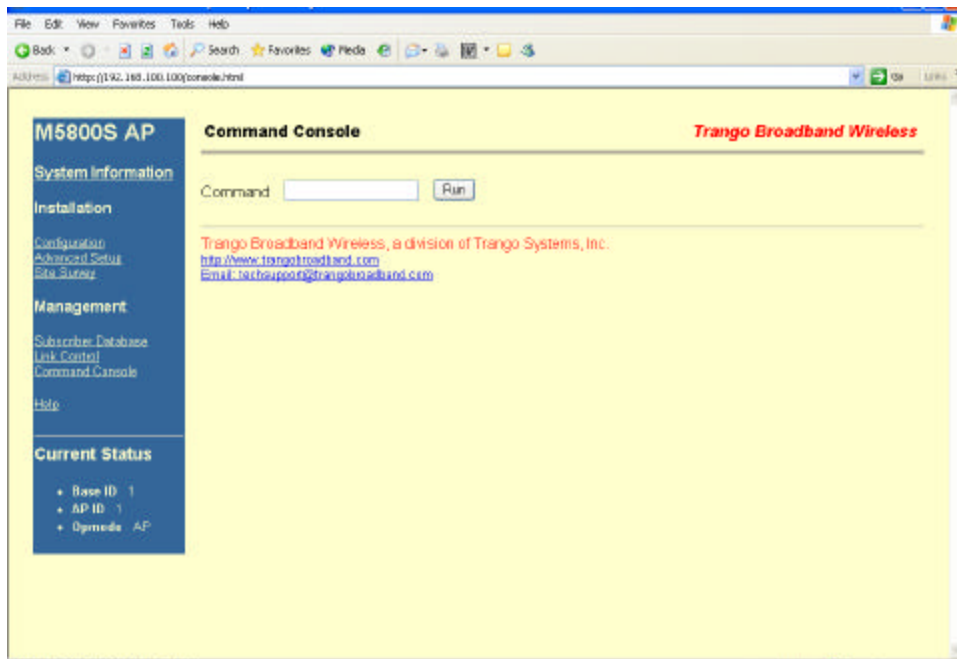 File Edit View Favorites Tools Help
Back Search Favorites Media
Address http://192.168.100.100/console.html Go Links
M5800S AP
Command Console
Trango Broadband Wireless
System Information
Installation
Configuration
Advanced Setup
Site Survey
Management
Subscriber Database
Link Control
Command Console
Help
Current Status
• Base ID 1
• AP ID 1
• Opmode AP
Command Run
Trango Broadband Wireless, a division of Trango Systems, Inc.
http://www.trangobroadband.com
Email: techsupport@trangobroadband.com